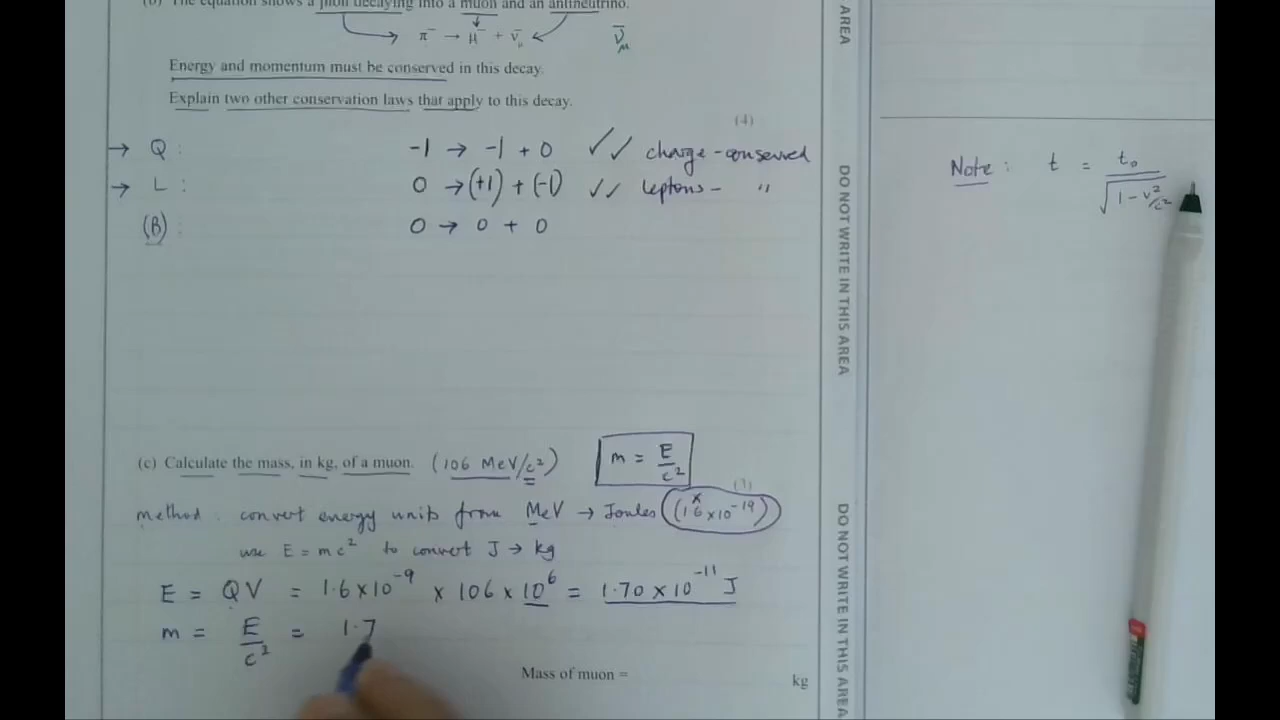 (b) The equation shows a pion decaying into a muon and an antineutrino.
π⁻ → μ⁻ + ν̄μ
ν̄μ
Energy and momentum must be conserved in this decay.
Explain two other conservation laws that apply to this decay.
(4)
→ Q : -1 → -1 + 0 ✓✓ charge - conserved
→ L : 0 → (+1) + (-1) ✓✓ leptons - "
(B) : 0 → 0 + 0
(c) Calculate the mass, in kg, of a muon. (106 MeV/c²) m = E/c²
(3)
method : convert energy units from MeV → Joules (1.6 × 10⁻¹⁹)
use E = mc² to convert J → kg
E = QV = 1.6 × 10⁻⁹ × 106 × 10⁶ = 1.70 × 10⁻¹¹ J
m = E/c² = 1.7
Mass of muon = kg
AREA
DO NOT WRITE IN THIS AREA
DO NOT WRITE IN THIS AREA
Note : t = t₀/√(1 - v²/c²)